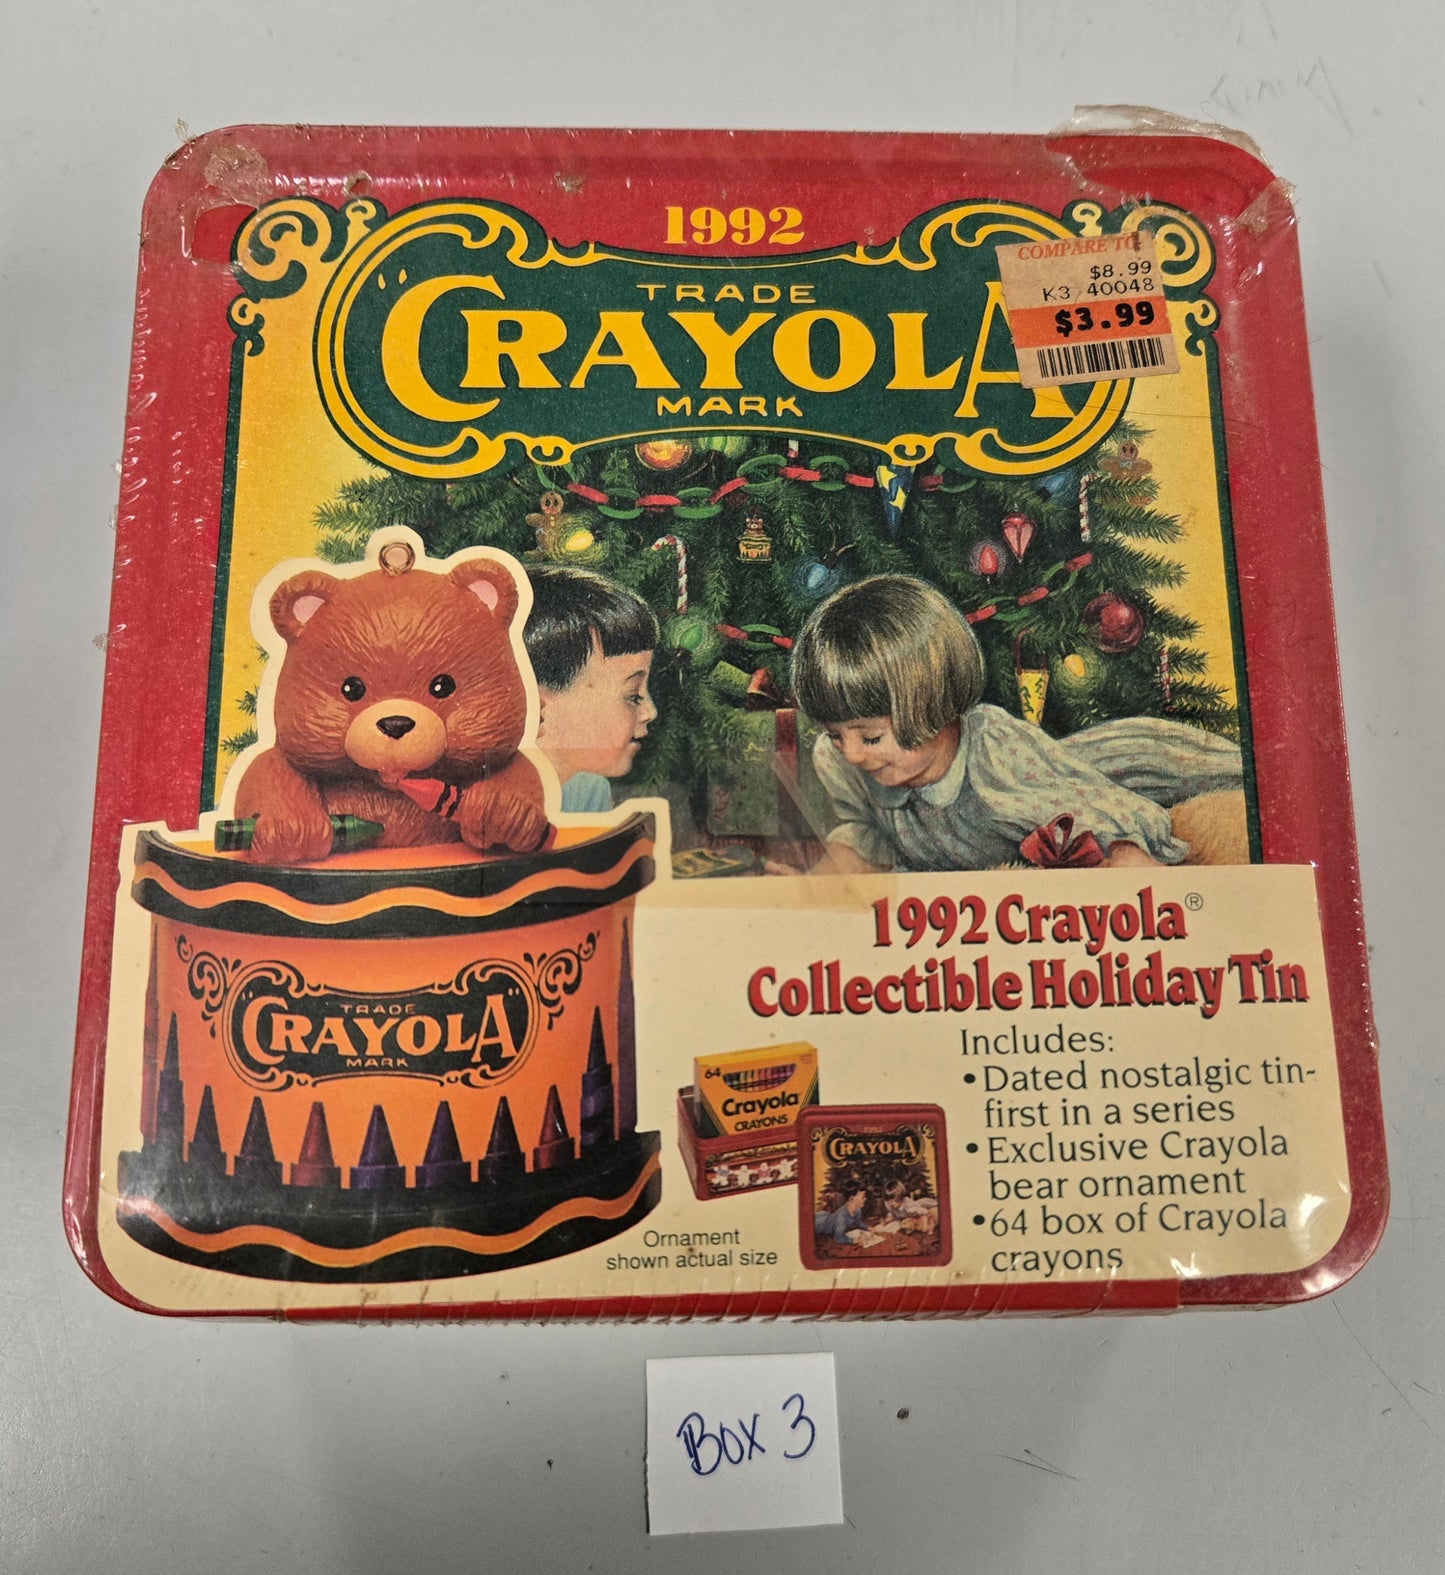 1992
TRADE
"CRAYOLA
MARK
COMPARE TO:
$8.99
K3 40048
$3.99
TRADE
"CRAYOLA"
MARK
1992 Crayola®
Collectible Holiday Tin
Includes:
•Dated nostalgic tin-
first in a series
•Exclusive Crayola
bear ornament
•64 box of Crayola
crayons
64
Crayola
CRAYONS
1992
CRAYOLA
Ornament
shown actual size
Box 3